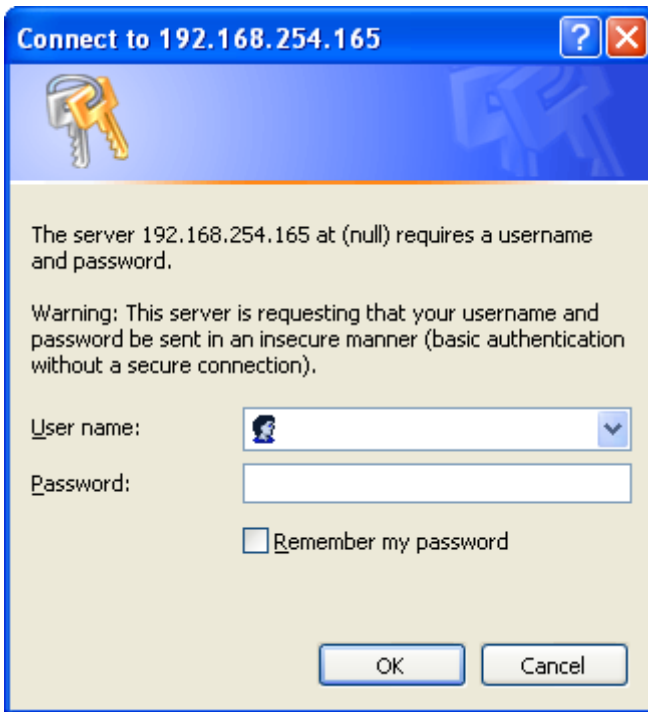 Connect to 192.168.254.165
The server 192.168.254.165 at (null) requires a username
and password.
Warning: This server is requesting that your username and
password be sent in an insecure manner (basic authentication
without a secure connection).
User name:
Password:
Remember my password
OK Cancel